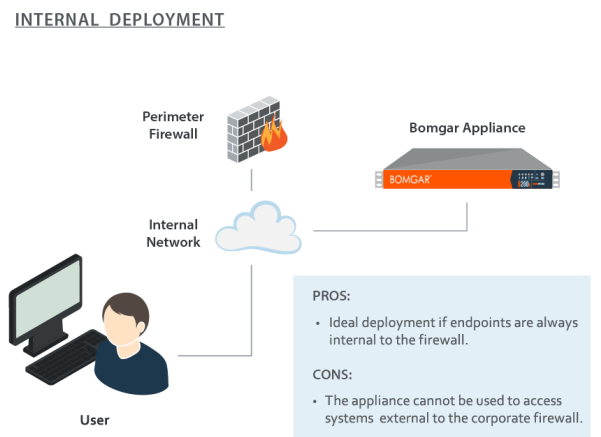 INTERNAL DEPLOYMENT
Perimeter
Firewall
Bomgar Appliance
BOMGAR
200
Internal
Network
PROS:
• Ideal deployment if endpoints are always
internal to the firewall.
CONS:
• The appliance cannot be used to access
systems external to the corporate firewall.
User